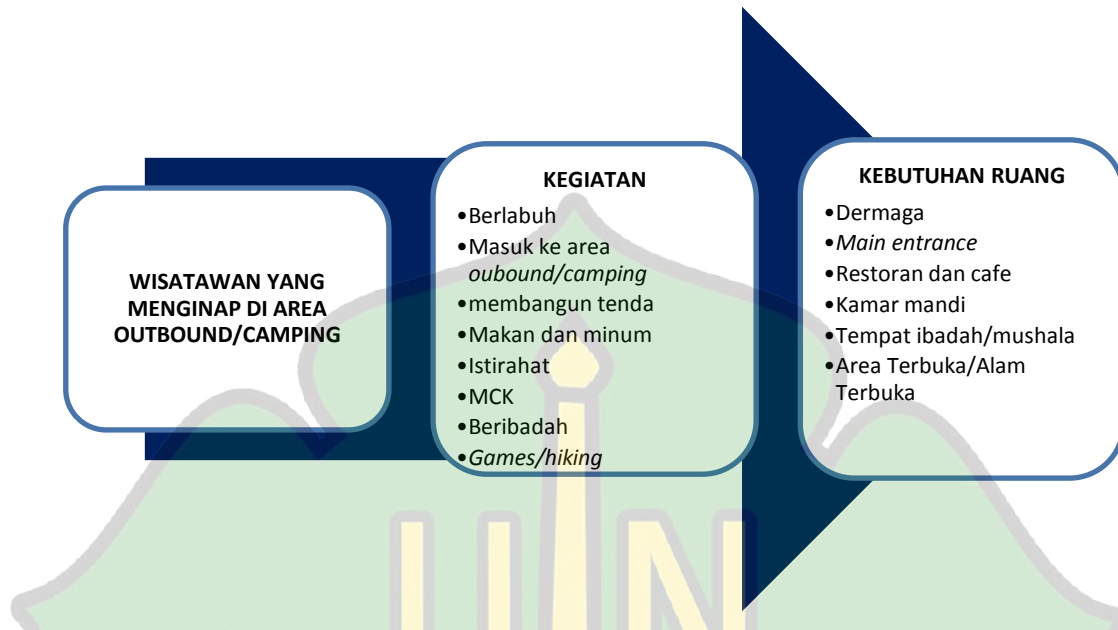 WISATAWAN YANG
MENGINAP DI AREA
OUTBOUND/CAMPING
KEGIATAN
•Berlabuh
•Masuk ke area
oubound/camping
•membangun tenda
•Makan dan minum
•Istirahat
•MCK
•Beribadah
•Games/hiking
KEBUTUHAN RUANG
•Dermaga
•Main entrance
•Restoran dan cafe
•Kamar mandi
•Tempat ibadah/mushala
•Area Terbuka/Alam
Terbuka
UIN